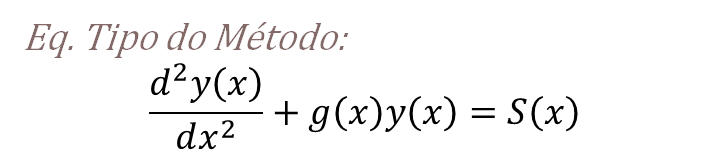 Eq. Tipo do Método:
d²y(x)/dx² + g(x)y(x) = S(x)